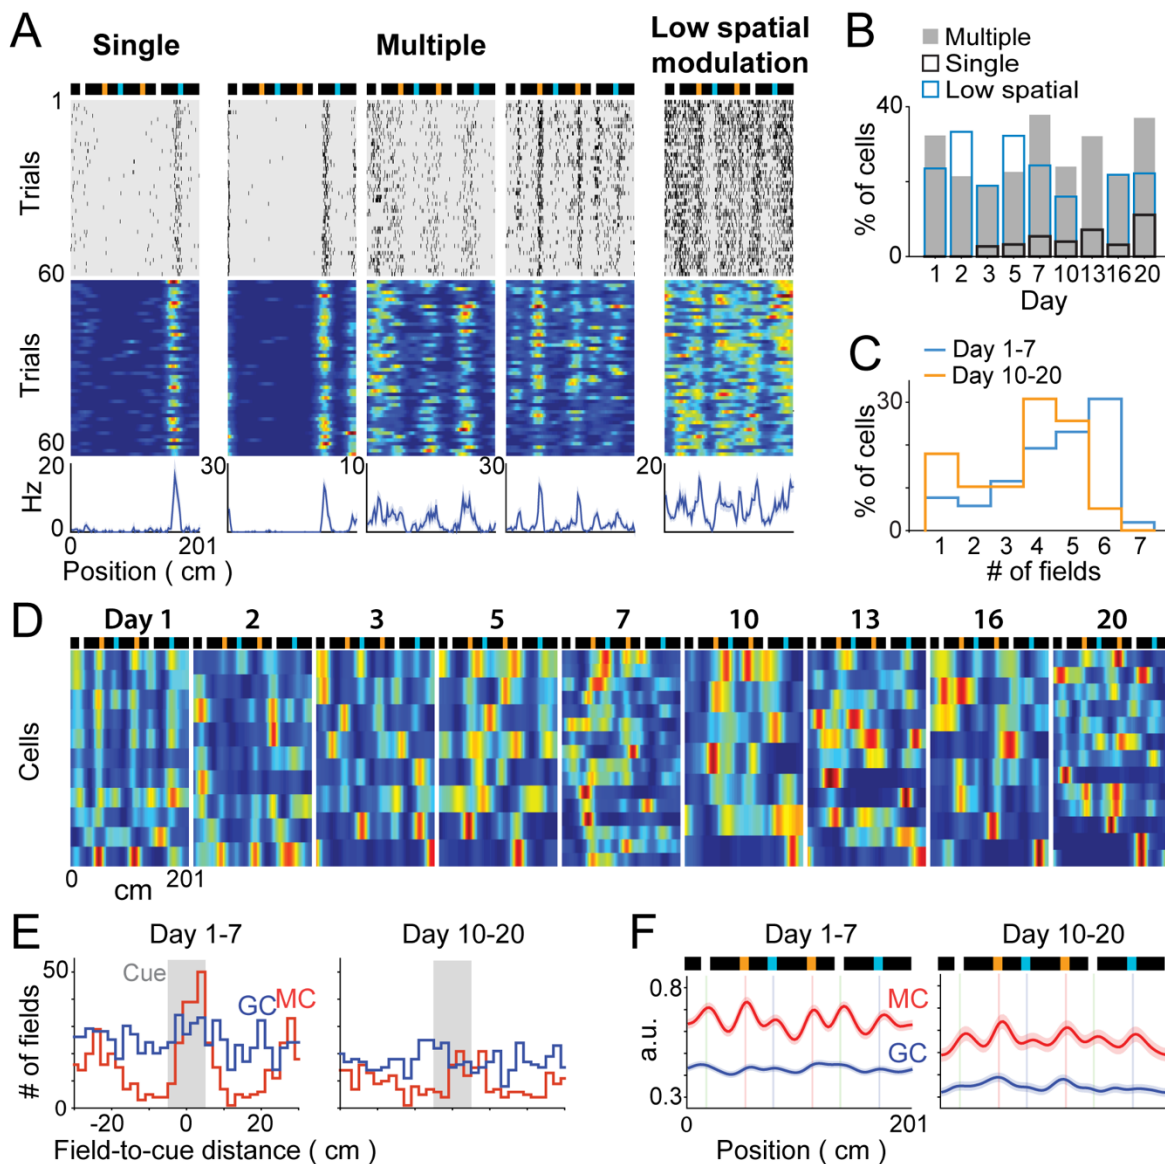 A
Single
Multiple
Low spatial
modulation
1
Trials
60
Trials
60
20
Hz
0
30
10
30
20
0
201
Position ( cm )
B
Multiple
Single
Low spatial
40
% of cells
0
1 2 3 5 7 10 13 16 20
Day
C
Day 1-7
Day 10-20
30
% of cells
0
1 2 3 4 5 6 7
# of fields
D
Day 1 2 3 5 7 10 13 16 20
Cells
0 cm 201
E
Day 1-7
Day 10-20
50
Cue
GC
MC
# of fields
0
-20 0 20
Field-to-cue distance ( cm )
F
Day 1-7
Day 10-20
0.8
MC
a.u.
GC
0.3
0
201
Position ( cm )